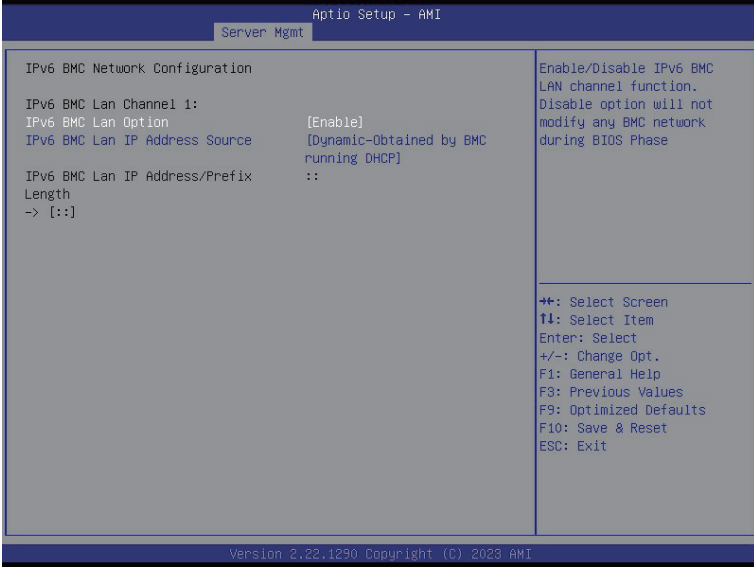 Aptio Setup – AMI
Server Mgmt
IPv6 BMC Network Configuration
IPv6 BMC Lan Channel 1:
IPv6 BMC Lan Option [Enable]
IPv6 BMC Lan IP Address Source [Dynamic-Obtained by BMC
running DHCP]
IPv6 BMC Lan IP Address/Prefix ::
Length
-> [::]
Enable/Disable IPv6 BMC
LAN channel function.
Disable option will not
modify any BMC network
during BIOS Phase
→←: Select Screen
↑↓: Select Item
Enter: Select
+/-: Change Opt.
F1: General Help
F3: Previous Values
F9: Optimized Defaults
F10: Save & Reset
ESC: Exit
Version 2.22.1290 Copyright (C) 2023 AMI